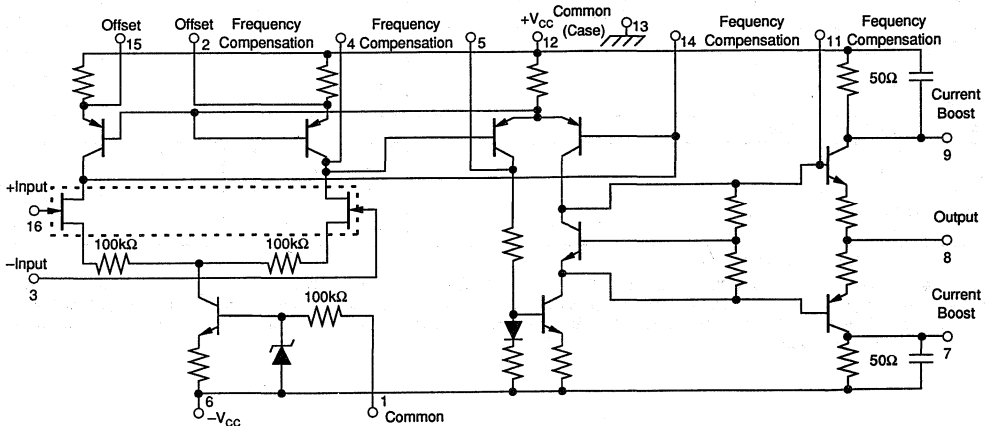 Offset
15
Offset
2
Frequency
Compensation
4
Frequency
Compensation
5
+VCC
12
Common
(Case)
13
14
Fequency
Compensation
11
Fequency
Compensation
50Ω
Current
Boost
9
+Input
16
100kΩ
100kΩ
Output
8
–Input
3
100kΩ
Current
Boost
7
50Ω
6
–VCC
1
Common